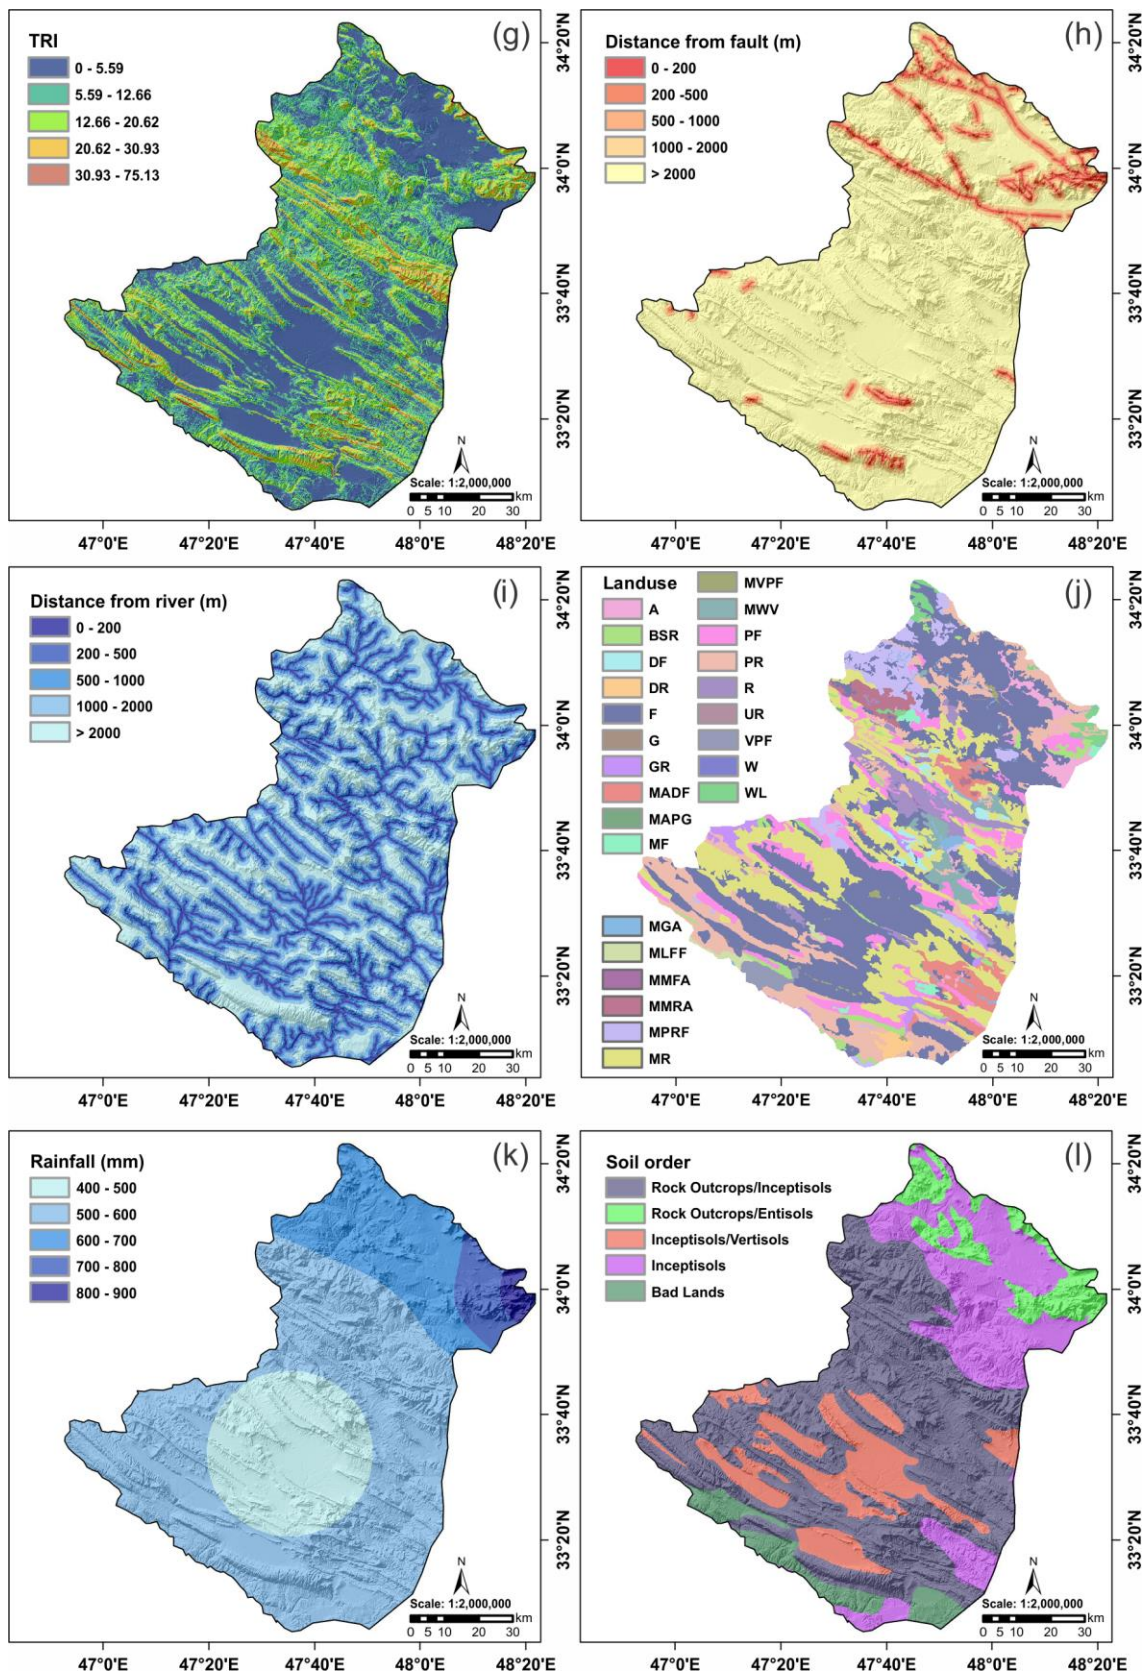 (g)
TRI
0 - 5.59
5.59 - 12.66
12.66 - 20.62
20.62 - 30.93
30.93 - 75.13
N
Scale: 1:2,000,000
0 5 10 20 30 km
47°0'E 47°20'E 47°40'E 48°0'E 48°20'E
34°20'N
34°0'N
33°40'N
33°20'N
(h)
Distance from fault (m)
0 - 200
200 -500
500 - 1000
1000 - 2000
> 2000
N
Scale: 1:2,000,000
0 5 10 20 30 km
47°0'E 47°20'E 47°40'E 48°0'E 48°20'E
34°20'N
34°0'N
33°40'N
33°20'N
(i)
Distance from river (m)
0 - 200
200 - 500
500 - 1000
1000 - 2000
> 2000
N
Scale: 1:2,000,000
0 5 10 20 30 km
47°0'E 47°20'E 47°40'E 48°0'E 48°20'E
34°20'N
34°0'N
33°40'N
33°20'N
(j)
Landuse
A
BSR
DF
DR
F
G
GR
MADF
MAPG
MF
MVPF
MWV
PF
PR
R
UR
VPF
W
WL
MGA
MLFF
MMFA
MMRA
MPRF
MR
N
Scale: 1:2,000,000
0 5 10 20 30 km
47°0'E 47°20'E 47°40'E 48°0'E 48°20'E
34°20'N
34°0'N
33°40'N
33°20'N
(k)
Rainfall (mm)
400 - 500
500 - 600
600 - 700
700 - 800
800 - 900
N
Scale: 1:2,000,000
0 5 10 20 30 km
47°0'E 47°20'E 47°40'E 48°0'E 48°20'E
34°20'N
34°0'N
33°40'N
33°20'N
(l)
Soil order
Rock Outcrops/Inceptisols
Rock Outcrops/Entisols
Inceptisols/Vertisols
Inceptisols
Bad Lands
N
Scale: 1:2,000,000
0 5 10 20 30 km
47°0'E 47°20'E 47°40'E 48°0'E 48°20'E
34°20'N
34°0'N
33°40'N
33°20'N